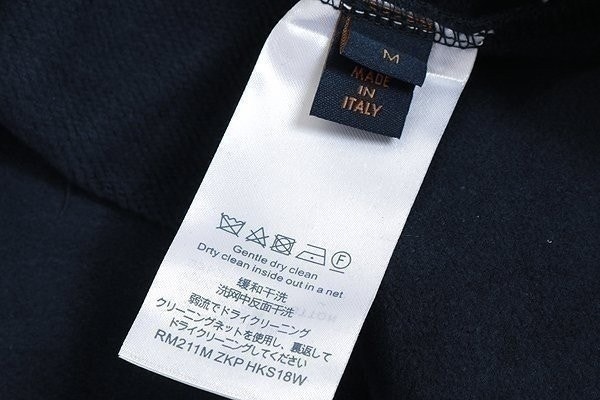 M
MADE
IN
ITALY
Gentle dry clean
Drty clean inside out in a net
缓和干洗
洗网中反面干洗
弱流でドライクリーニング
クリーニングネットを使用し、裏返して
ドライクリーニングしてください
RM211M ZKP HKS18W